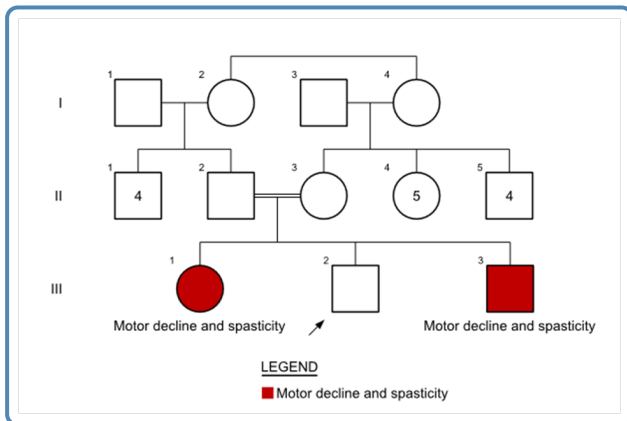 1 2 3 4
I
1 2 3 4 5
II 4 5 4
1 2 3
III
Motor decline and spasticity Motor decline and spasticity
LEGEND
Motor decline and spasticity